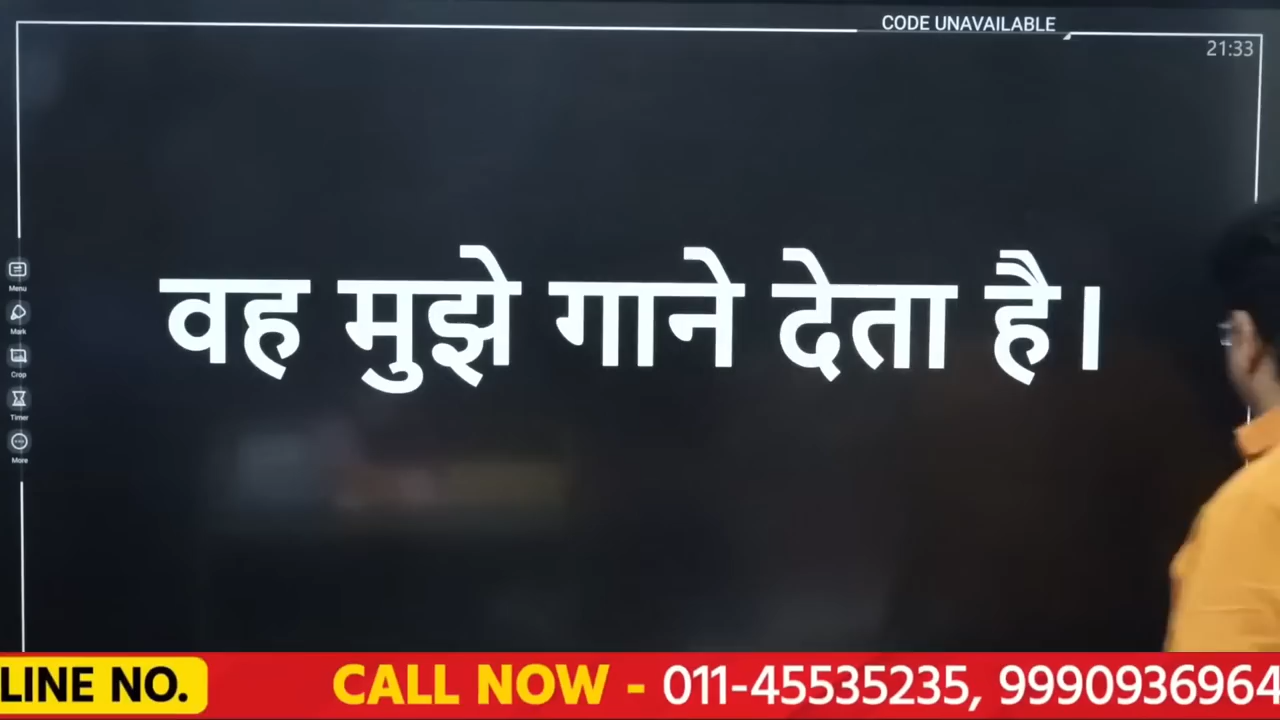 CODE UNAVAILABLE
21:33
वह मुझे गाने देता है।
Menu
Mark
Crop
Timer
More
LINE NO.
CALL NOW - 011-45535235, 9990936964